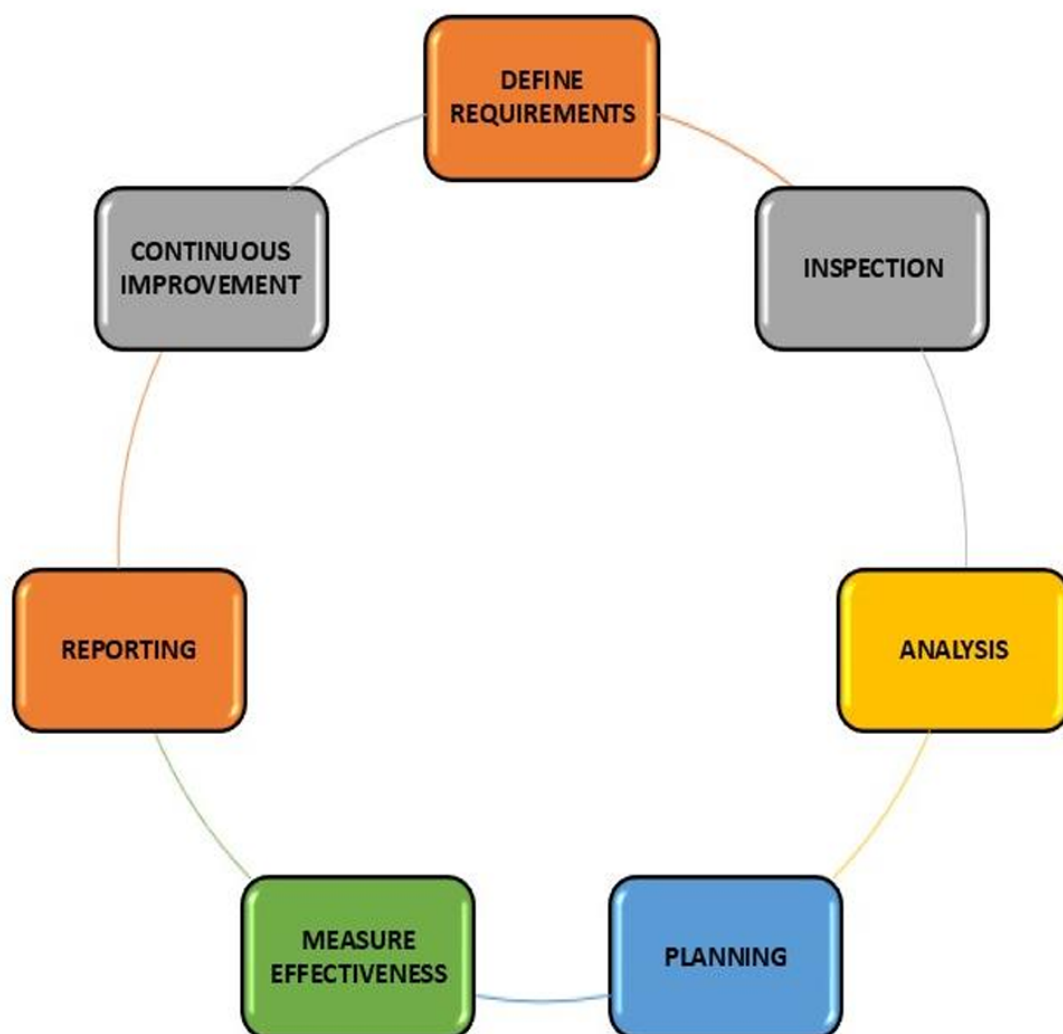 DEFINE
REQUIREMENTS
INSPECTION
ANALYSIS
PLANNING
MEASURE
EFFECTIVENESS
REPORTING
CONTINUOUS
IMPROVEMENT